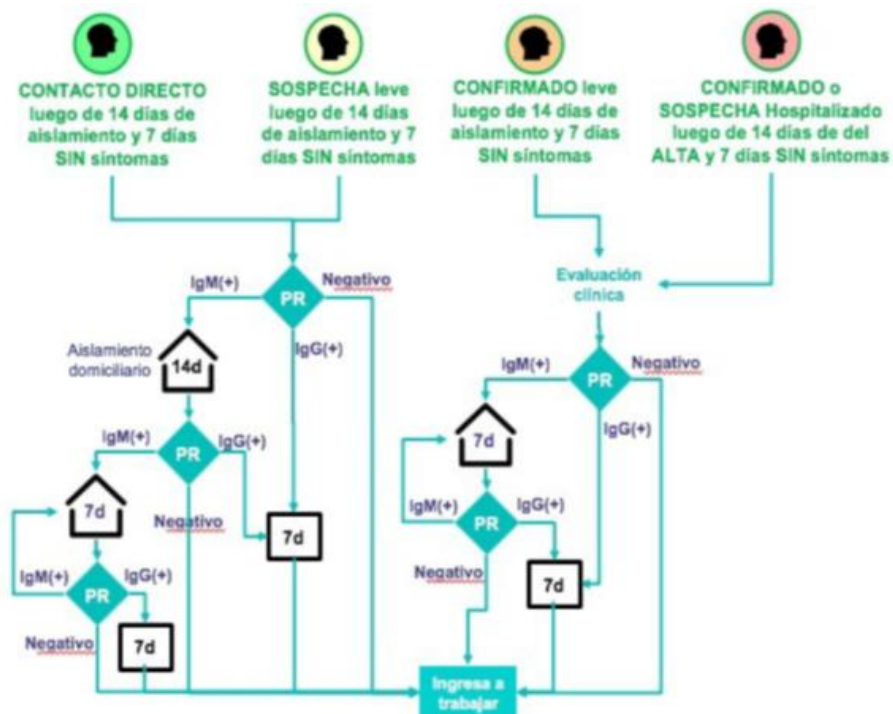 CONTACTO DIRECTO
luego de 14 días de
aislamiento y 7 días
SIN síntomas
SOSPECHA leve
luego de 14 días
de aislamiento y 7
días SIN síntomas
CONFIRMADO leve
luego de 14 días de
aislamiento y 7 días
SIN síntomas
CONFIRMADO o
SOSPECHA Hospitalizado
luego de 14 días de del
ALTA y 7 días SIN síntomas
IgM(+)
PR
Negativo
IgG(+)
Aislamiento
domiciliario
14d
IgM(+)
PR
IgG(+)
Negativo
7d
7d
IgM(+)
PR
IgG(+)
Negativo
7d
Evaluación
clínica
IgM(+)
PR
Negativo
IgG(+)
7d
IgM(+)
PR
IgG(+)
Negativo
7d
Ingresa a
trabajar